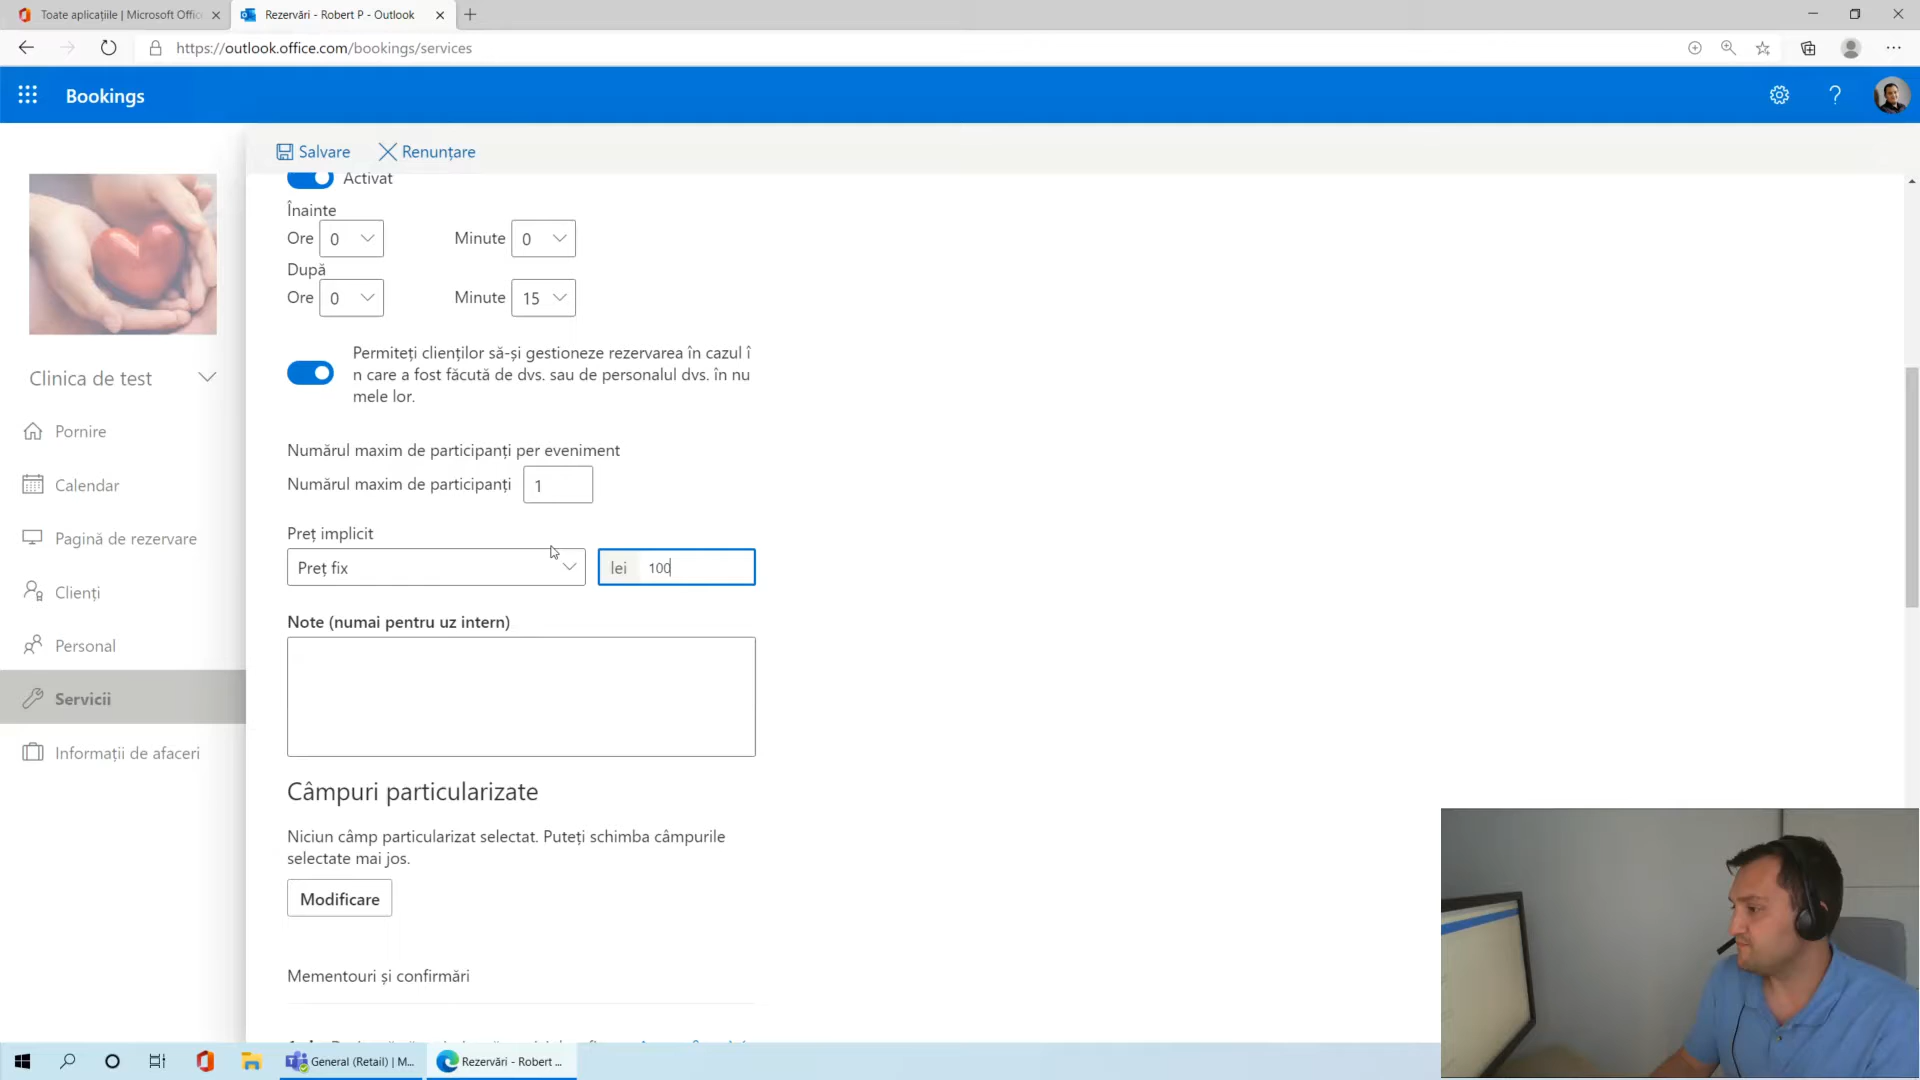 Toate aplicațiile | Microsoft Offic
Rezervări - Robert P - Outlook
https://outlook.office.com/bookings/services
Bookings
Salvare
Renunțare
Activat
Înainte
Ore 0 Minute 0
După
Ore 0 Minute 15
Permiteți clienților să-și gestioneze rezervarea în cazul î
n care a fost făcută de dvs. sau de personalul dvs. în nu
mele lor.
Numărul maxim de participanți per eveniment
Numărul maxim de participanți 1
Preț implicit
Preț fix lei 100
Note (numai pentru uz intern)
Câmpuri particularizate
Niciun câmp particularizat selectat. Puteți schimba câmpurile
selectate mai jos.
Modificare
Mementouri și confirmări
Clinica de test
Pornire
Calendar
Pagină de rezervare
Clienți
Personal
Servicii
Informații de afaceri
General (Retail) | M...
Rezervări - Robert ...